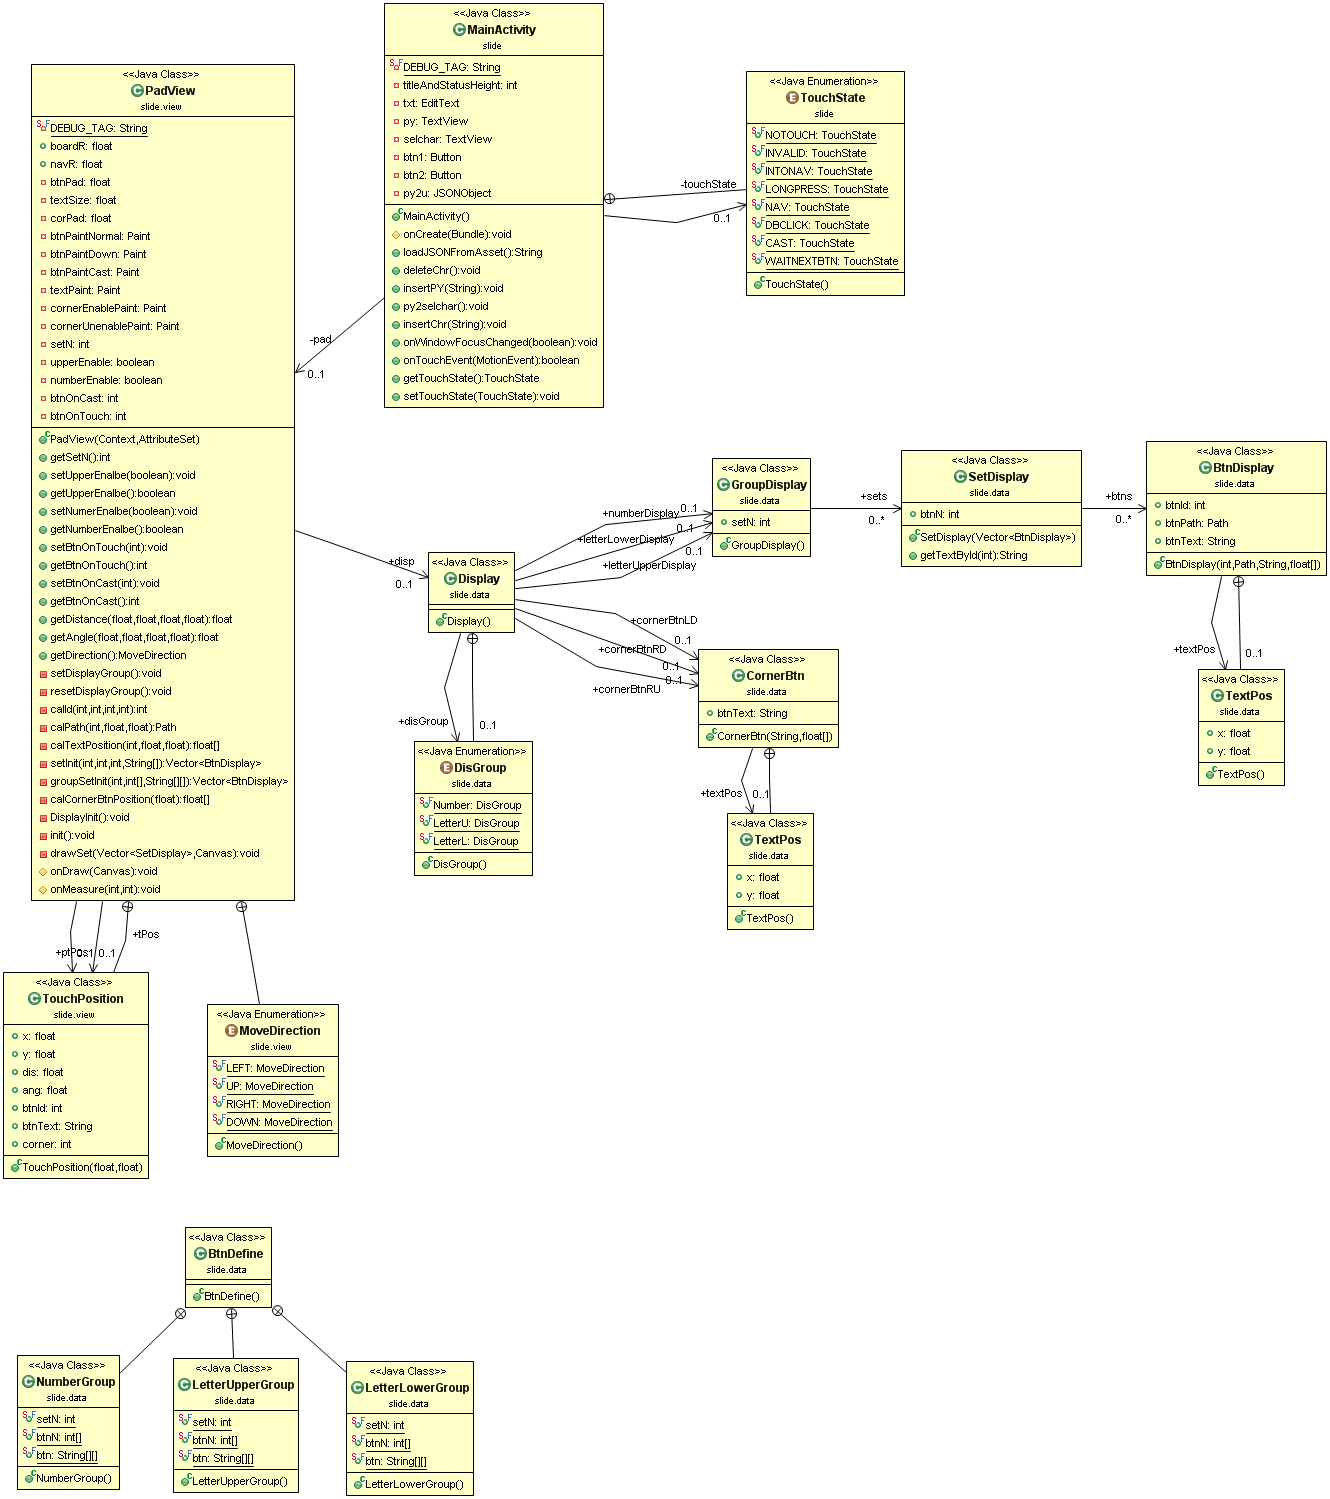 <<Java Class>>
MainActivity
slide
DEBUG_TAG: String
titleAndStatusHeight: int
txt: EditText
py: TextView
selchar: TextView
btn1: Button
btn2: Button
py2u: JSONObject
MainActivity()
onCreate(Bundle):void
loadJSONFromAsset():String
deleteChr():void
insertPY(String):void
py2selchar():void
insertChr(String):void
onWindowFocusChanged(boolean):void
onTouchEvent(MotionEvent):boolean
getTouchState():TouchState
setTouchState(TouchState):void
<<Java Class>>
PadView
slide.view
DEBUG_TAG: String
boardR: float
navR: float
btnPad: float
textSize: float
corPad: float
btnPaintNormal: Paint
btnPaintDown: Paint
btnPaintCast: Paint
textPaint: Paint
cornerEnablePaint: Paint
cornerUnenablePaint: Paint
setN: int
upperEnable: boolean
numberEnable: boolean
btnOnCast: int
btnOnTouch: int
PadView(Context,AttributeSet)
getSetN():int
setUpperEnalbe(boolean):void
getUpperEnalbe():boolean
setNumerEnalbe(boolean):void
getNumberEnalbe():boolean
setBtnOnTouch(int):void
getBtnOnTouch():int
setBtnOnCast(int):void
getBtnOnCast():int
getDistance(float,float,float,float):float
getAngle(float,float,float,float):float
getDirection():MoveDirection
setDisplayGroup():void
resetDisplayGroup():void
calId(int,int,int,int):int
calPath(int,float,float):Path
calTextPosition(int,float,float):float[]
setInit(int,int,int,String[]):Vector<BtnDisplay>
groupSetInit(int,int[],String[][]):Vector<BtnDisplay>
calCornerBtnPosition(float):float[]
DisplayInit():void
init():void
drawSet(Vector<SetDisplay>,Canvas):void
onDraw(Canvas):void
onMeasure(int,int):void
<<Java Enumeration>>
TouchState
slide
NOTOUCH: TouchState
INVALID: TouchState
INTONAV: TouchState
LONGPRESS: TouchState
NAV: TouchState
DBCLICK: TouchState
CAST: TouchState
WAITNEXTBTN: TouchState
TouchState()
-touchState
0..1
-pad
0..1
+disp
0..1
<<Java Class>>
Display
slide.data
Display()
+numberDisplay
0..1
+letterLowerDisplay
0..1
+letterUpperDisplay
0..1
<<Java Class>>
GroupDisplay
slide.data
setN: int
GroupDisplay()
+sets
0..*
<<Java Class>>
SetDisplay
slide.data
btnN: int
SetDisplay(Vector<BtnDisplay>)
getTextById(int):String
+btns
0..*
<<Java Class>>
BtnDisplay
slide.data
btnId: int
btnPath: Path
btnText: String
BtnDisplay(int,Path,String,float[])
+textPos
0..1
<<Java Class>>
TextPos
slide.data
x: float
y: float
TextPos()
+cornerBtnLD
0..1
+cornerBtnRD
0..1
+cornerBtnRU
0..1
<<Java Class>>
CornerBtn
slide.data
btnText: String
CornerBtn(String,float[])
+textPos
0..1
<<Java Class>>
TextPos
slide.data
x: float
y: float
TextPos()
+disGroup
0..1
<<Java Enumeration>>
DisGroup
slide.data
Number: DisGroup
LetterU: DisGroup
LetterL: DisGroup
DisGroup()
+tPos
+ptPos
0..1
0..1
<<Java Class>>
TouchPosition
slide.view
x: float
y: float
dis: float
ang: float
btnId: int
btnText: String
corner: int
TouchPosition(float,float)
<<Java Enumeration>>
MoveDirection
slide.view
LEFT: MoveDirection
UP: MoveDirection
RIGHT: MoveDirection
DOWN: MoveDirection
MoveDirection()
<<Java Class>>
BtnDefine
slide.data
BtnDefine()
<<Java Class>>
NumberGroup
slide.data
setN: int
btnN: int[]
btn: String[][]
NumberGroup()
<<Java Class>>
LetterUpperGroup
slide.data
setN: int
btnN: int[]
btn: String[][]
LetterUpperGroup()
<<Java Class>>
LetterLowerGroup
slide.data
setN: int
btnN: int[]
btn: String[][]
LetterLowerGroup()